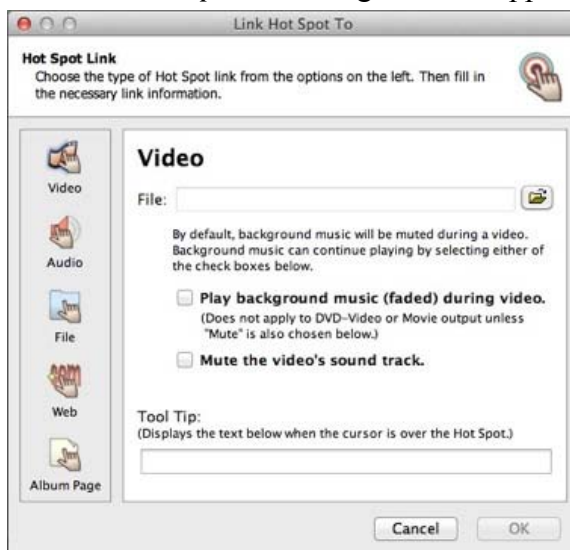 Link Hot Spot To
Hot Spot Link
Choose the type of Hot Spot link from the options on the left. Then fill in
the necessary link information.
Video
Audio
File
Web
Album Page
Video
File:
By default, background music will be muted during a video.
Background music can continue playing by selecting either of
the check boxes below.
Play background music (faded) during video.
(Does not apply to DVD-Video or Movie output unless
"Mute" is also chosen below.)
Mute the video's sound track.
Tool Tip:
(Displays the text below when the cursor is over the Hot Spot.)
Cancel
OK